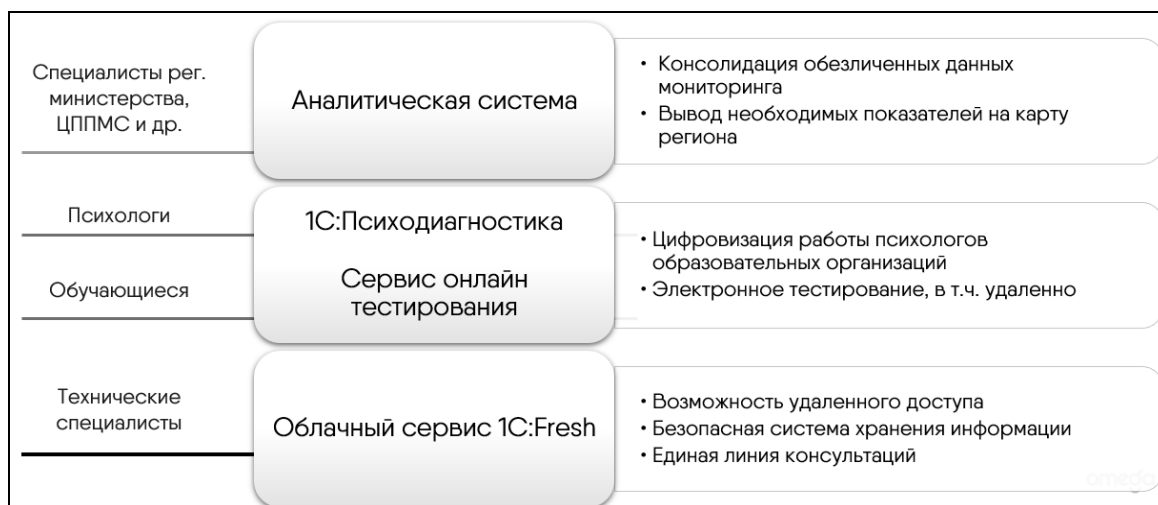 Специалисты рег.
министерства,
ЦППМС и др.
Аналитическая система
• Консолидация обезличенных данных
мониторинга
• Вывод необходимых показателей на карту
региона
Психологи
Обучающиеся
1С:Психодиагностика
Сервис онлайн
тестирования
• Цифровизация работы психологов
образовательных организаций
• Электронное тестирование, в т.ч. удаленно
Технические
специалисты
Облачный сервис 1С:Fresh
• Возможность удаленного доступа
• Безопасная система хранения информации
• Единая линия консультаций
omega